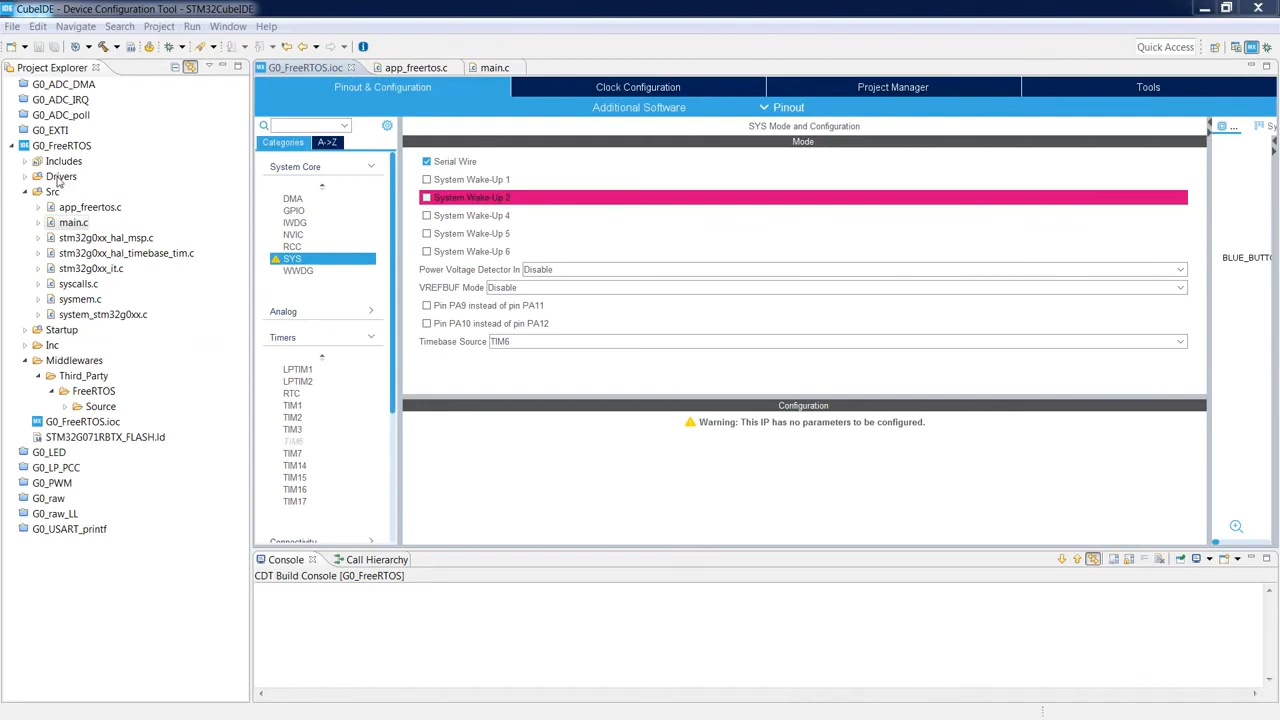 IDE CubeIDE - Device Configuration Tool - STM32CubeIDE
File Edit Navigate Search Project Run Window Help
Quick Access
Project Explorer
G0_ADC_DMA
G0_ADC_IRQ
G0_ADC_poll
G0_EXTI
G0_FreeRTOS
Includes
Drivers
Src
app_freertos.c
main.c
stm32g0xx_hal_msp.c
stm32g0xx_hal_timebase_tim.c
stm32g0xx_it.c
syscalls.c
sysmem.c
system_stm32g0xx.c
Startup
Inc
Middlewares
Third_Party
FreeRTOS
Source
G0_FreeRTOS.ioc
STM32G071RBTX_FLASH.ld
G0_LED
G0_LP_PCC
G0_PWM
G0_raw
G0_raw_LL
G0_USART_printf
G0_FreeRTOS.ioc app_freertos.c main.c
Pinout & Configuration Clock Configuration Project Manager Tools
Additional Software Pinout
Categories A->Z
System Core
DMA
GPIO
IWDG
NVIC
RCC
SYS
WWDG
Analog
Timers
LPTIM1
LPTIM2
RTC
TIM1
TIM2
TIM3
TIM6
TIM7
TIM14
TIM15
TIM16
TIM17
Connectivity
SYS Mode and Configuration
Mode
Serial Wire
System Wake-Up 1
System Wake-Up 2
System Wake-Up 4
System Wake-Up 5
System Wake-Up 6
Power Voltage Detector In Disable
VREFBUF Mode Disable
Pin PA9 instead of pin PA11
Pin PA10 instead of pin PA12
Timebase Source TIM6
Configuration
Warning: This IP has no parameters to be configured.
... Sy
BLUE_BUTTO
Console Call Hierarchy
CDT Build Console [G0_FreeRTOS]